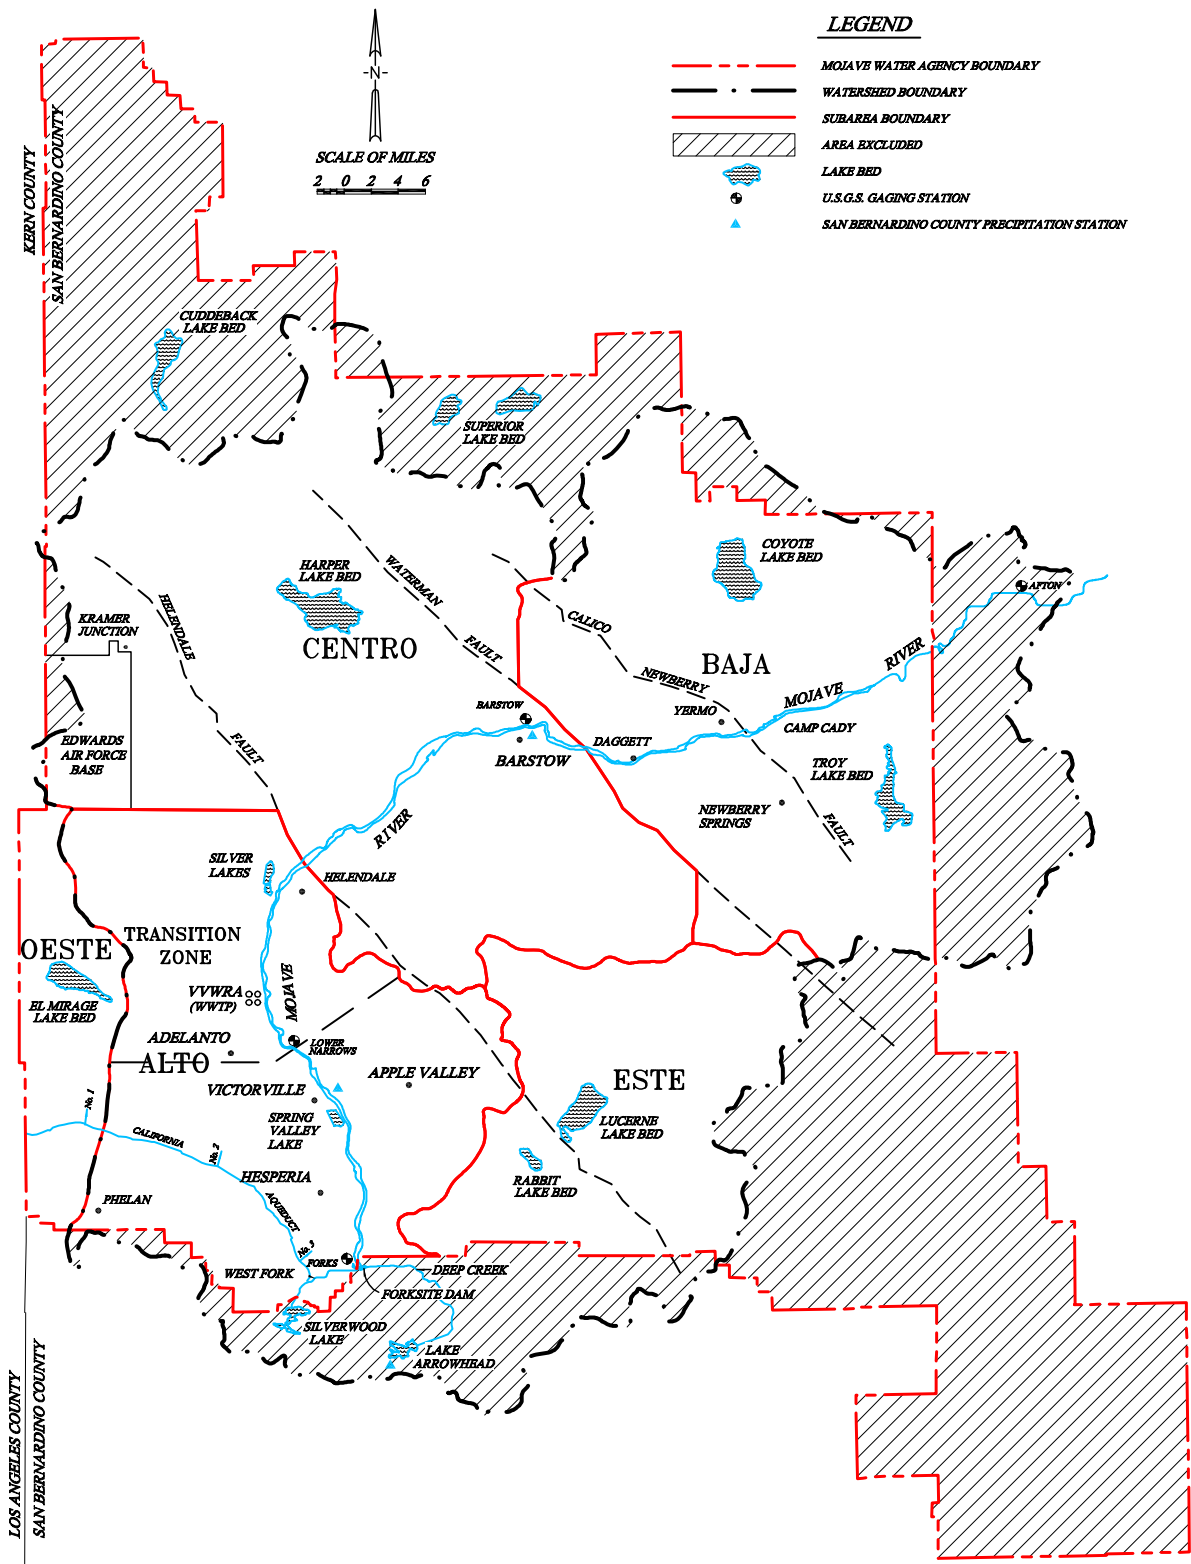 LEGEND
MOJAVE WATER AGENCY BOUNDARY
WATERSHED BOUNDARY
SUBAREA BOUNDARY
AREA EXCLUDED
LAKE BED
U.S.G.S. GAGING STATION
SAN BERNARDINO COUNTY PRECIPITATION STATION
-N-
SCALE OF MILES
2 0 2 4 6
KERN COUNTY
SAN BERNARDINO COUNTY
CUDDEBACK
LAKE BED
SUPERIOR
LAKE BED
COYOTE
LAKE BED
HARPER
LAKE BED
WATERMAN
FAULT
AFTON
HELENDALE
FAULT
KRAMER
JUNCTION
CENTRO
CALICO
NEWBERRY
FAULT
BAJA
MOJAVE
RIVER
BARSTOW
YERMO
CAMP CADY
EDWARDS
AIR FORCE
BASE
BARSTOW
DAGGETT
TROY
LAKE BED
NEWBERRY
SPRINGS
RIVER
SILVER
LAKES
HELENDALE
OESTE
TRANSITION
ZONE
EL MIRAGE
LAKE BED
VVWRA
(WWTP)
MOJAVE
ADELANTO
LOWER
NARROWS
ALTO
APPLE VALLEY
ESTE
VICTORVILLE
No. 1
SPRING
VALLEY
LAKE
LUCERNE
LAKE BED
CALIFORNIA
No. 2
HESPERIA
RABBIT
LAKE BED
PHELAN
AQUEDUCT
No. 3
FORKS
WEST FORK
DEEP CREEK
FORKSITE DAM
SILVERWOOD
LAKE
LAKE
ARROWHEAD
LOS ANGELES COUNTY
SAN BERNARDINO COUNTY